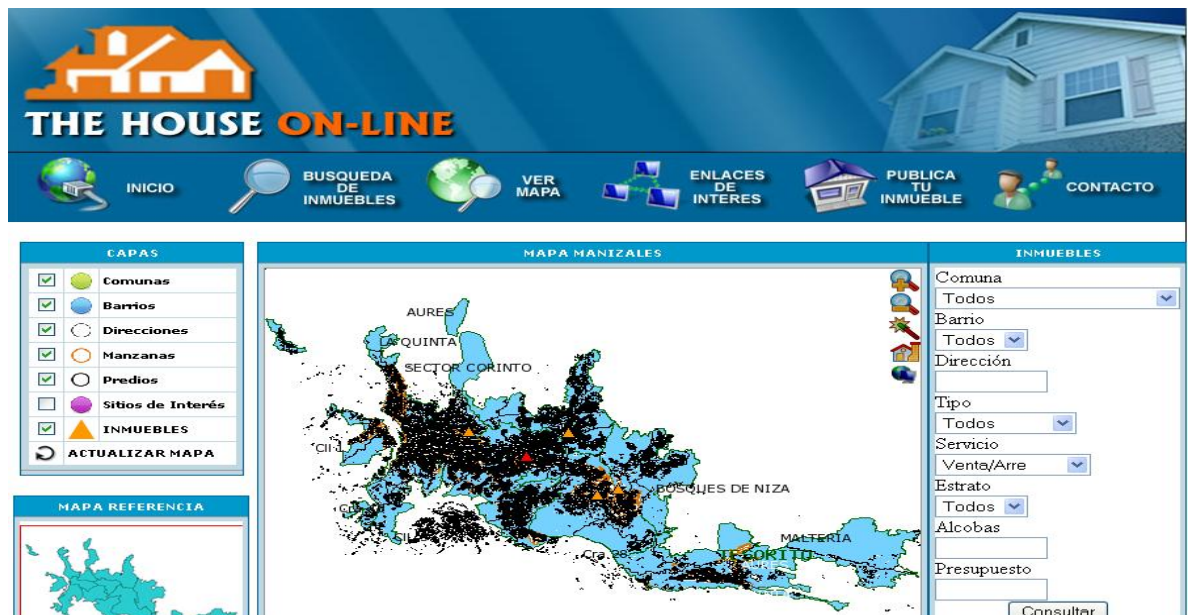 THE HOUSE ON-LINE
INICIO
BUSQUEDA
DE
INMUEBLES
VER
MAPA
ENLACES
DE
INTERES
PUBLICA
TU
INMUEBLE
CONTACTO
CAPAS
Comunas
Barrios
Direcciones
Manzanas
Predios
Sitios de Interés
INMUEBLES
ACTUALIZAR MAPA
MAPA REFERENCIA
MAPA MANIZALES
AURES
LA QUINTA
SECTOR CORINTO
BOSQUES DE NIZA
MALTERIA
TESORITO
Cra. 28
INMUEBLES
Comuna
Todos
Barrio
Todos
Dirección
Tipo
Todos
Servicio
Venta/Arre
Estrato
Todos
Alcobas
Presupuesto
Consultar